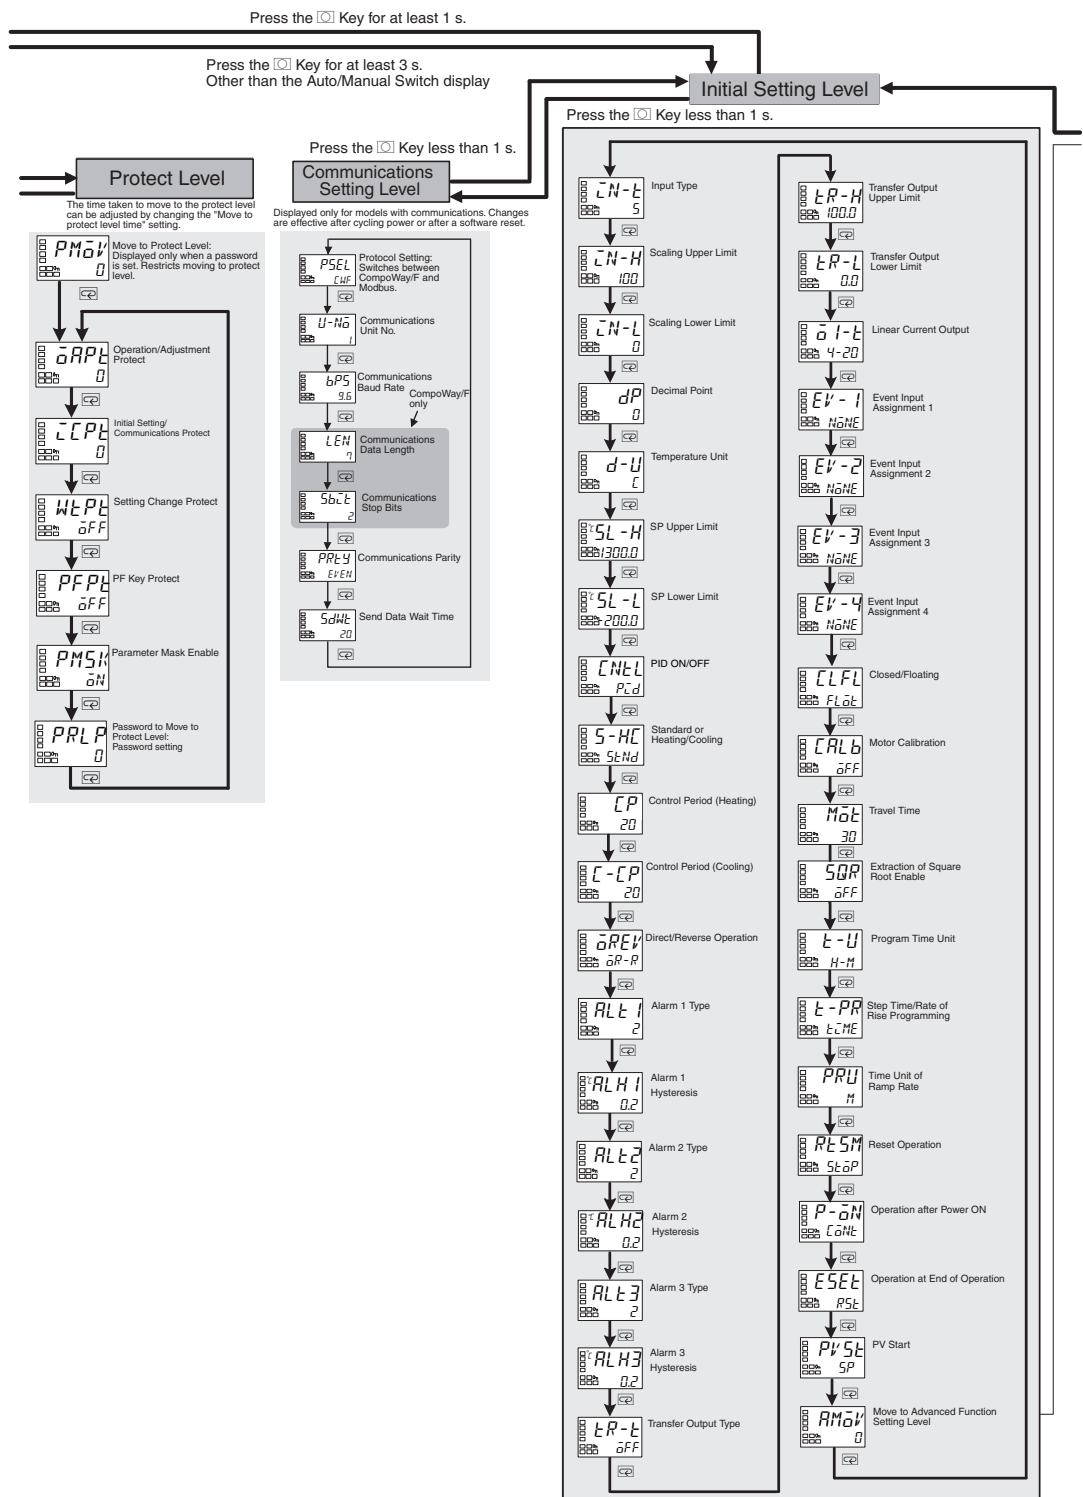 Press the Key for at least 1 s.
Press the Key for at least 3 s.
Other than the Auto/Manual Switch display
Initial Setting Level
Press the Key less than 1 s.
Press the Key less than 1 s.
Protect Level
The time taken to move to the protect level
can be adjusted by changing the "Move to
protect level time" setting.
PMoV
0
Move to Protect Level:
Displayed only when a password
is set. Restricts moving to protect
level.
oAPt
0
Operation/Adjustment
Protect
iCPt
0
Initial Setting/
Communications Protect
WtPt
oFF
Setting Change Protect
PFPt
oFF
PF Key Protect
PMSK
oN
Parameter Mask Enable
PRLP
0
Password to Move to
Protect Level:
Password setting
Communications
Setting Level
Displayed only for models with communications. Changes
are effective after cycling power or after a software reset.
PSEL
CWF
Protocol Setting:
Switches between
CompoWay/F and
Modbus.
U-No
1
Communications
Unit No.
bPS
9.6
Communications
Baud Rate
CompoWay/F
only
LEN
7
Communications
Data Length
Sbit
2
Communications
Stop Bits
PRtY
EVEN
Communications Parity
SdWt
20
Send Data Wait Time
iN-t
5
Input Type
iN-H
100
Scaling Upper Limit
iN-L
0
Scaling Lower Limit
dP
0
Decimal Point
d-U
C
Temperature Unit
°C SL-H
1300.0
SP Upper Limit
°C SL-L
-200.0
SP Lower Limit
CNtL
Pid
PID ON/OFF
S-HC
StNd
Standard or
Heating/Cooling
CP
20
Control Period (Heating)
C-CP
20
Control Period (Cooling)
oREV
oR-R
Direct/Reverse Operation
ALt1
2
Alarm 1 Type
°C ALH1
0.2
Alarm 1
Hysteresis
ALt2
2
Alarm 2 Type
°C ALH2
0.2
Alarm 2
Hysteresis
ALt3
2
Alarm 3 Type
°C ALH3
0.2
Alarm 3
Hysteresis
tR-t
oFF
Transfer Output Type
tR-H
100.0
Transfer Output
Upper Limit
tR-L
0.0
Transfer Output
Lower Limit
o1-t
4-20
Linear Current Output
EV-1
NoNE
Event Input
Assignment 1
EV-2
NoNE
Event Input
Assignment 2
EV-3
NoNE
Event Input
Assignment 3
EV-4
NoNE
Event Input
Assignment 4
CLFL
FLot
Closed/Floating
CALb
oFF
Motor Calibration
Mot
30
Travel Time
SQR
oFF
Extraction of Square
Root Enable
t-U
H-M
Program Time Unit
t-PR
tiME
Step Time/Rate of
Rise Programming
PRU
M
Time Unit of
Ramp Rate
RESM
StoP
Reset Operation
P-oN
CoNt
Operation after Power ON
ESEt
RSt
Operation at End of Operation
PVSt
SP
PV Start
AMoV
0
Move to Advanced Function
Setting Level